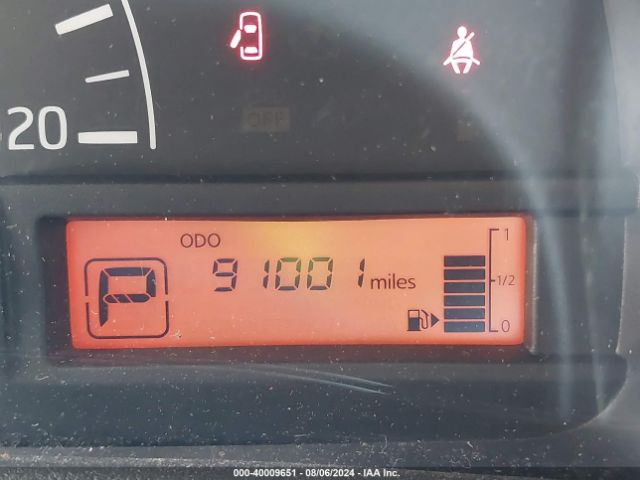 20
OFF
ODO
91001 miles
P
1
1/2
0
000-40009651 - 08/06/2024 - IAA Inc.